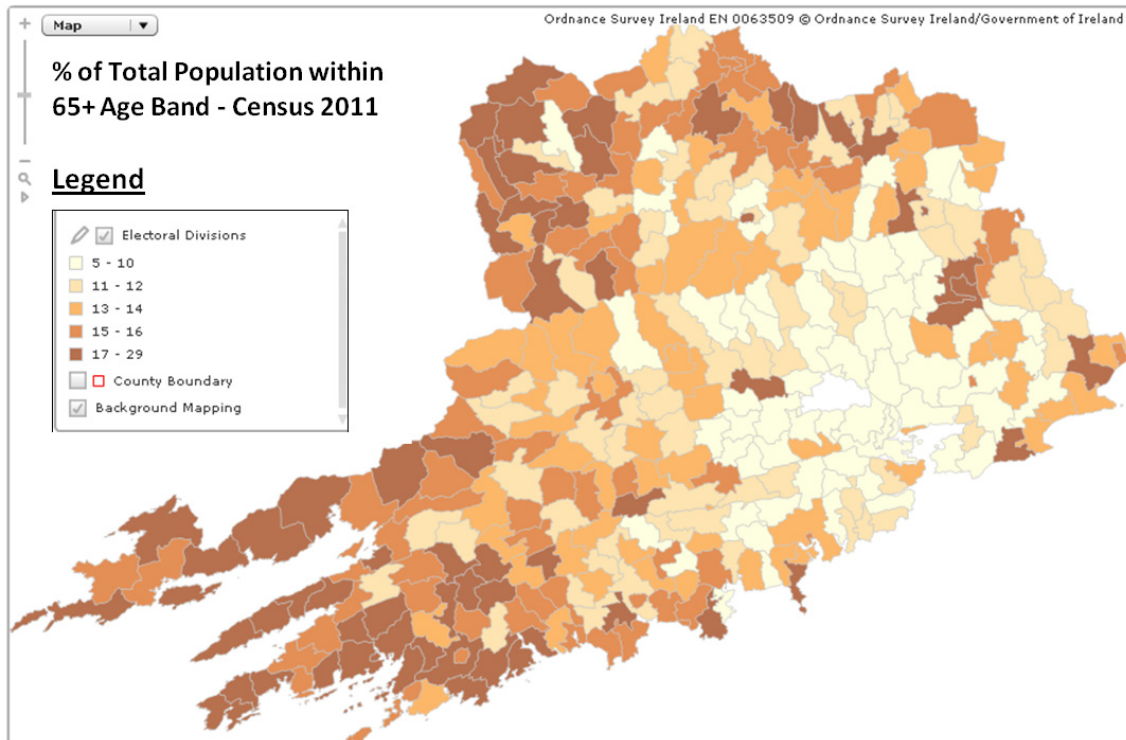 Map
Ordnance Survey Ireland EN 0063509 © Ordnance Survey Ireland/Government of Ireland
% of Total Population within
65+ Age Band - Census 2011
Legend
Electoral Divisions
5 - 10
11 - 12
13 - 14
15 - 16
17 - 29
County Boundary
Background Mapping